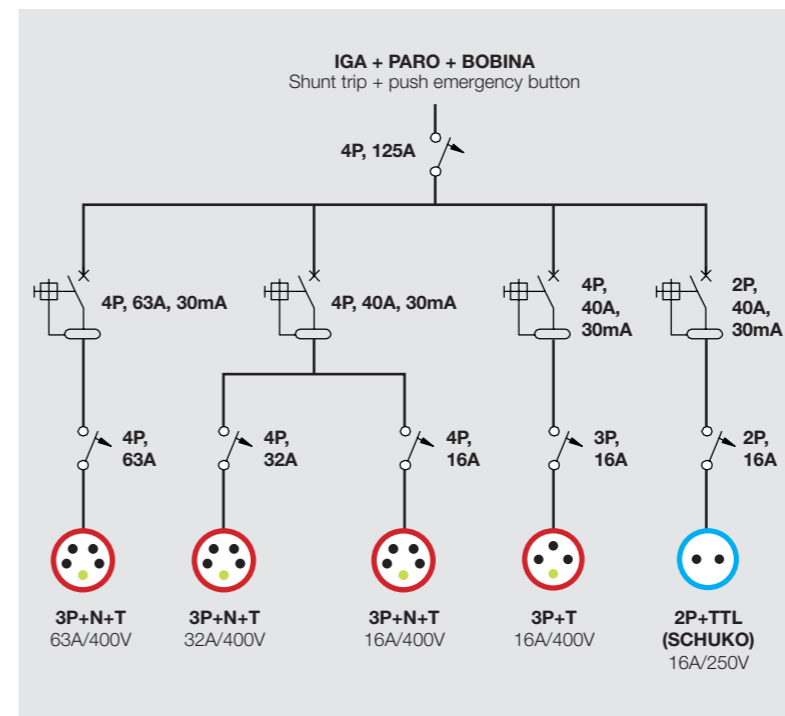 IGA + PARO + BOBINA
Shunt trip + push emergency button
4P, 125A
4P, 63A, 30mA
4P, 40A, 30mA
4P,
40A,
30mA
2P,
40A,
30mA
4P,
63A
4P,
32A
4P,
16A
3P,
16A
2P,
16A
3P+N+T
63A/400V
3P+N+T
32A/400V
3P+N+T
16A/400V
3P+T
16A/400V
2P+TTL
(SCHUKO)
16A/250V